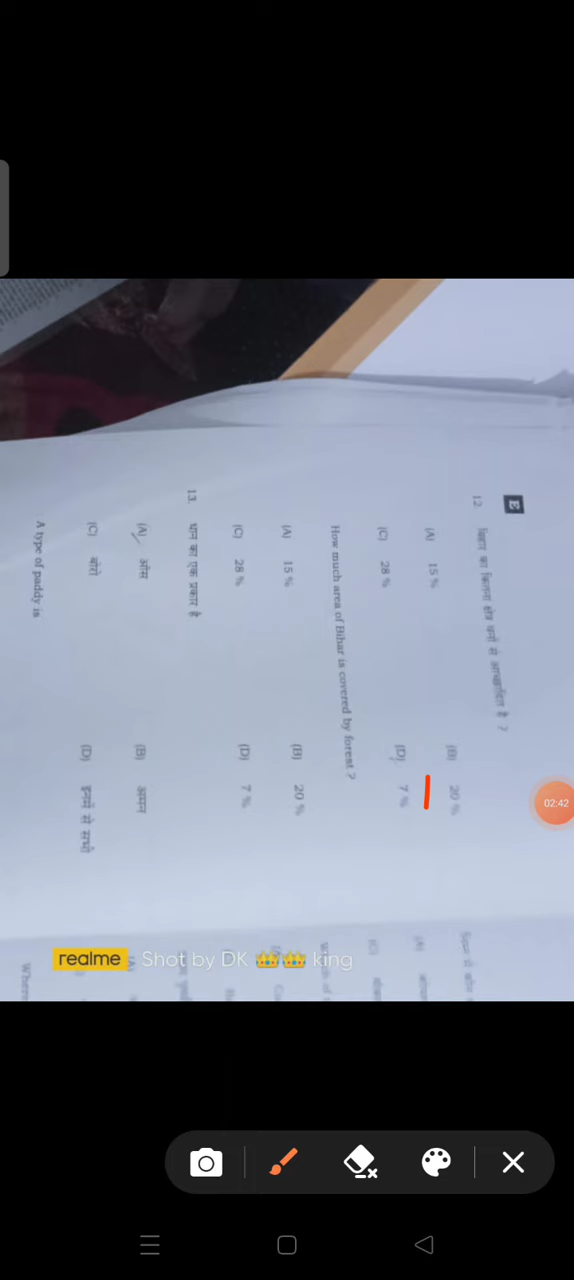 E
12. बिहार का कितना क्षेत्र वनों से आच्छादित है ?
(A) 15 % (B) 20 %
(C) 28 % (D) 7 %
How much area of Bihar is covered by forest ?
(A) 15 % (B) 20 %
(C) 28 % (D) 7 %
13. धान का एक प्रकार है
(A) औस (B) अमन
(C) बोरो (D) इनमें से सभी
A type of paddy is
(A)
(C)
Where
realme Shot by DK 👑👑 king
02:42